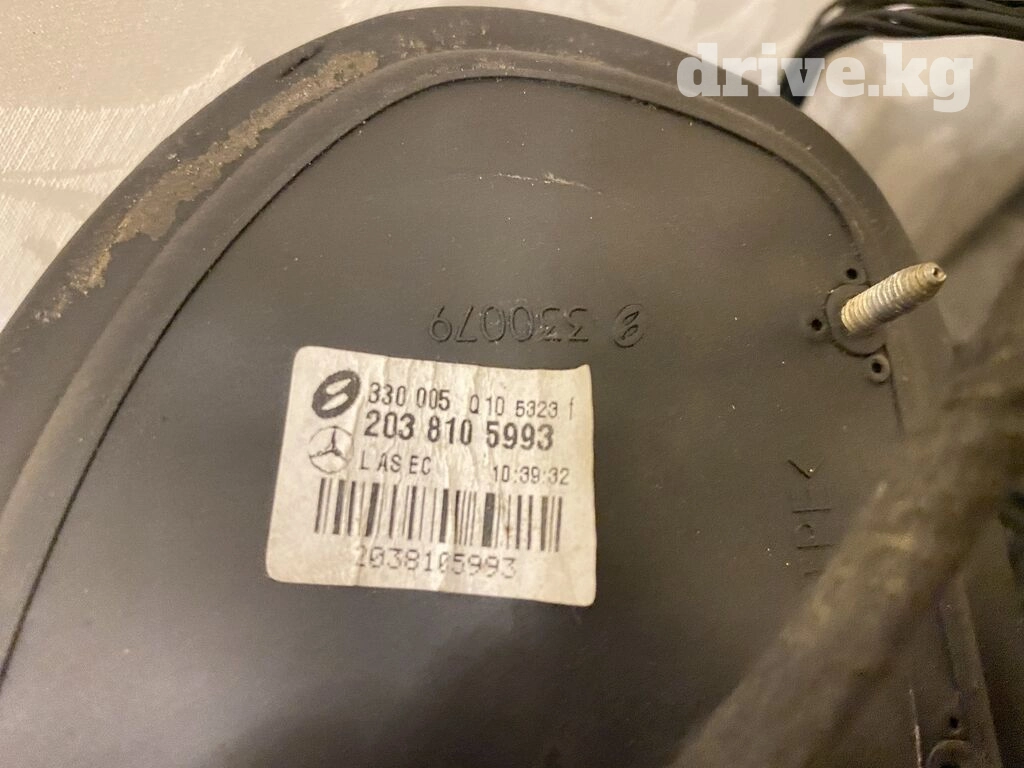 drive.kg
330079
330 005 Q10 5323 f
203 810 5993
L AS EC 10:39:32
2038105993